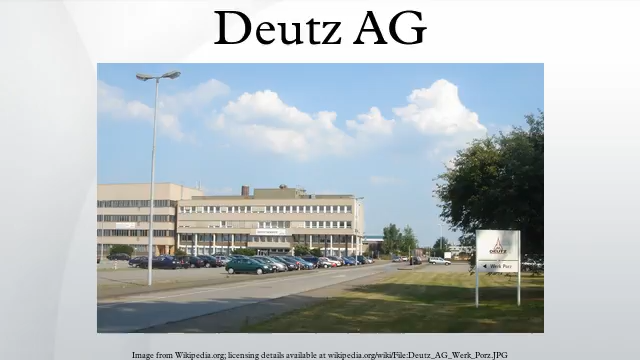 Deutz AG
DEUTZ
Werk Porz
Image from Wikipedia.org; licensing details available at wikipedia.org/wiki/File:Deutz_AG_Werk_Porz.JPG